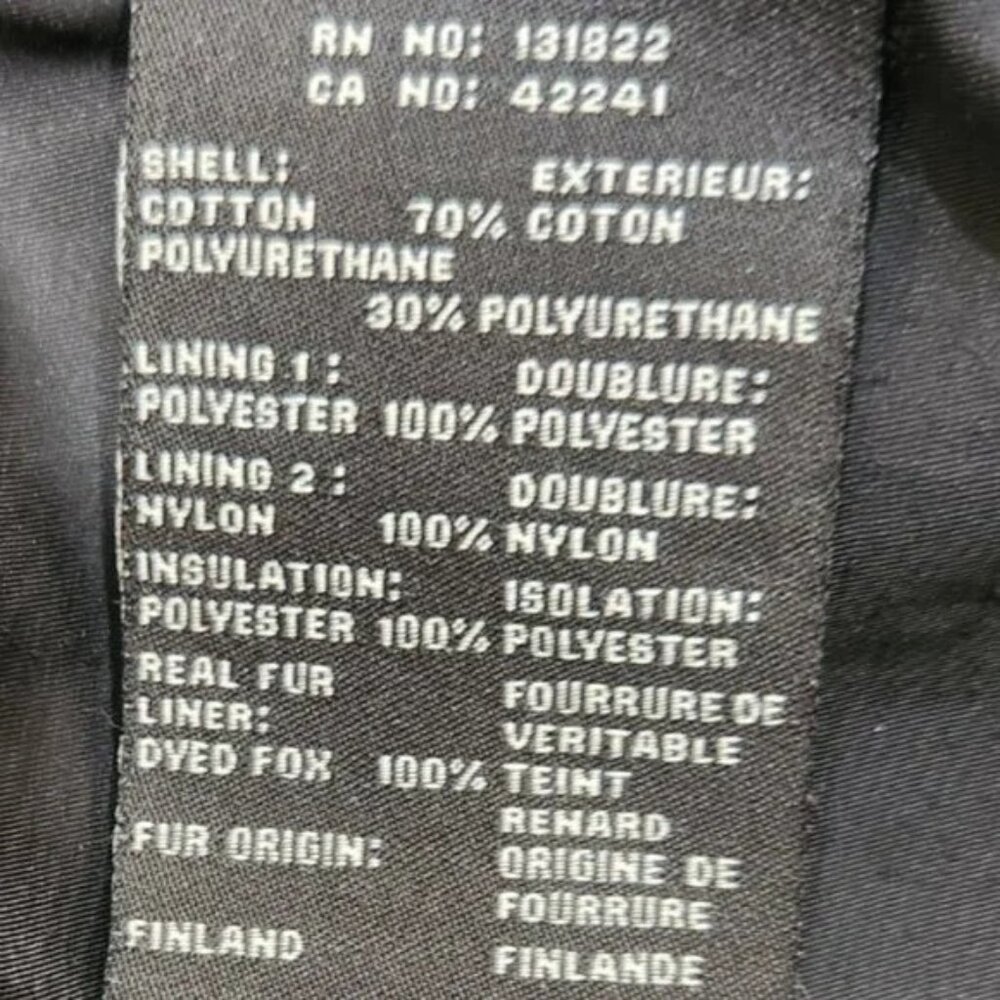 RN NO: 131822
CA NO: 42241
SHELL: EXTERIEUR:
COTTON 70% COTON
POLYURETHANE
30% POLYURETHANE
LINING 1 : DOUBLURE:
POLYESTER 100% POLYESTER
LINING 2 : DOUBLURE:
NYLON 100% NYLON
INSULATION: ISOLATION:
POLYESTER 100% POLYESTER
REAL FUR FOURRURE DE
LINER: VERITABLE
DYED FOX 100% TEINT
RENARD
FUR ORIGIN: ORIGINE DE
FOURRURE
FINLAND FINLANDE